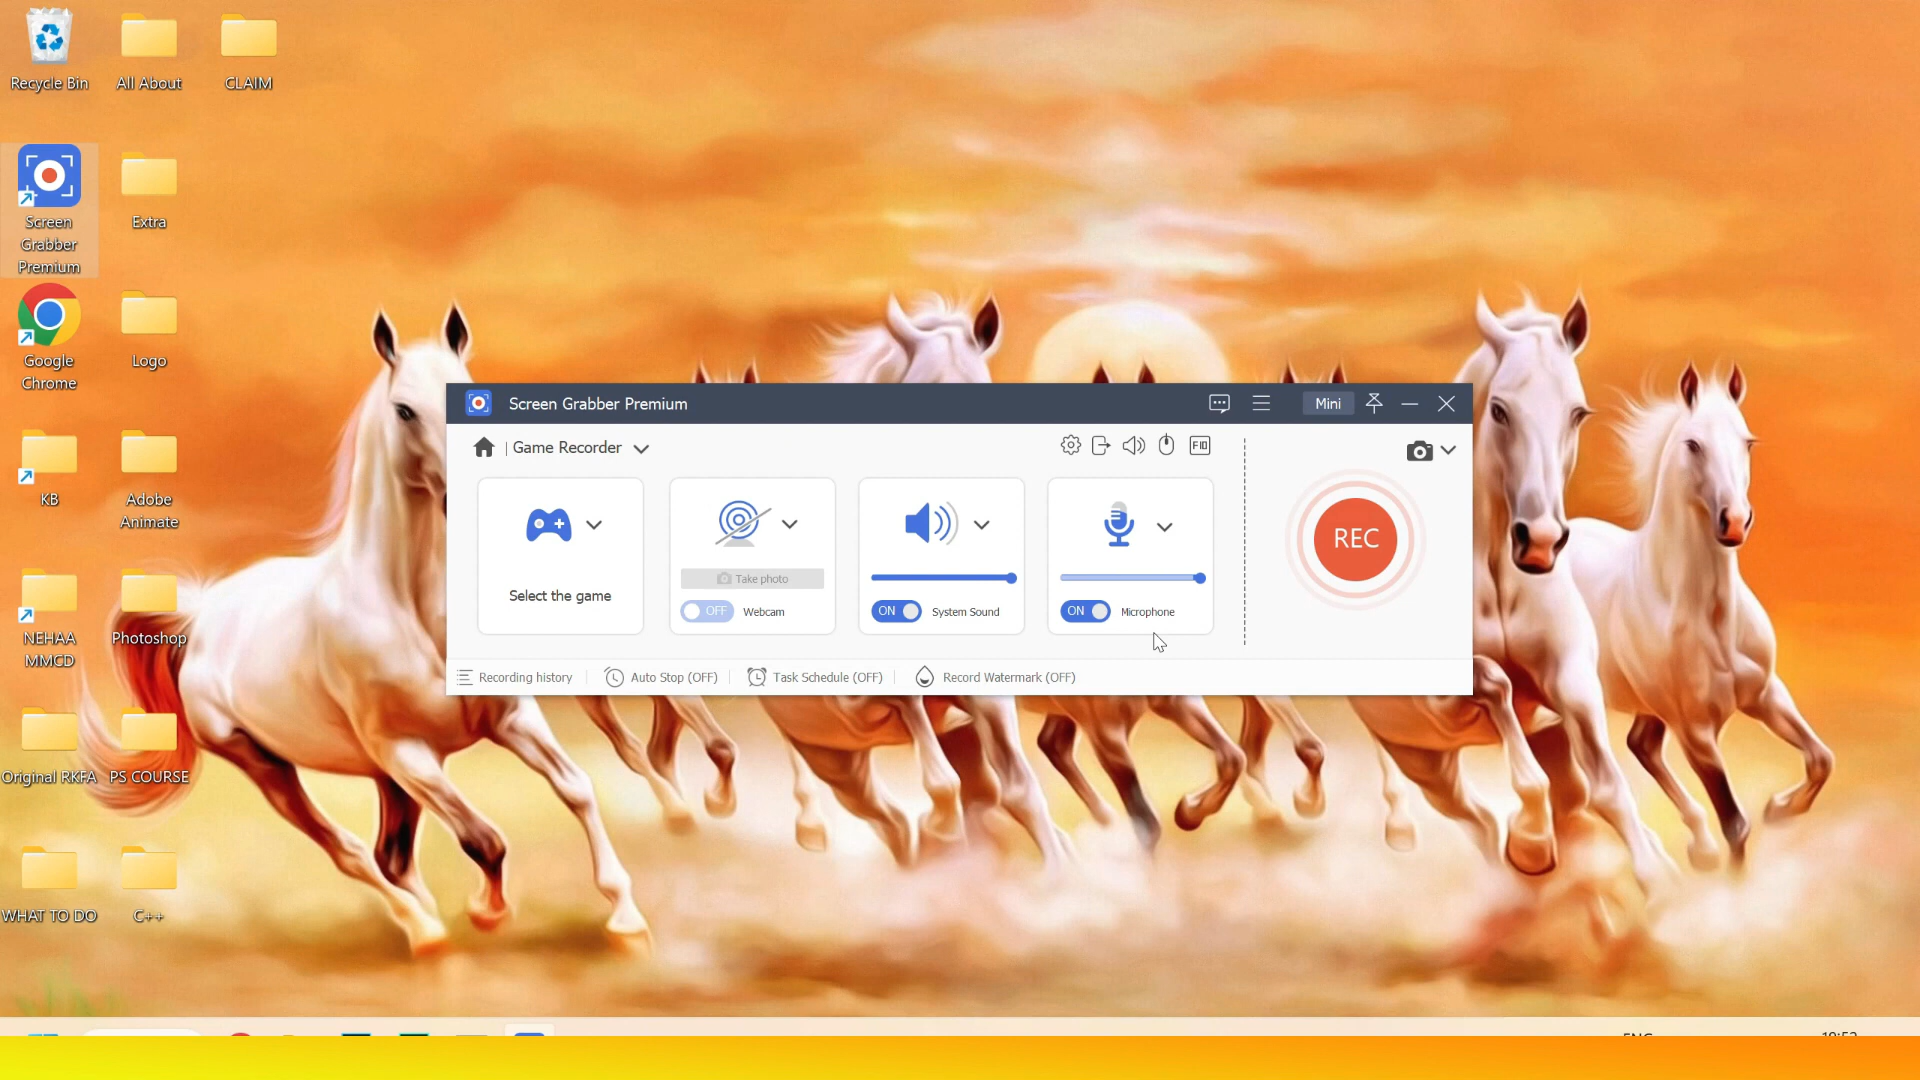 Recycle Bin
All About
CLAIM
Screen
Grabber
Premium
Extra
Google
Chrome
Logo
KB
Adobe
Animate
NEHAA
MMCD
Photoshop
Original RKFA
PS COURSE
WHAT TO DO
C++
Screen Grabber Premium
Mini
| Game Recorder
F10
Select the game
Take photo
OFF
Webcam
ON
System Sound
ON
Microphone
REC
Recording history
Auto Stop (OFF)
Task Schedule (OFF)
Record Watermark (OFF)